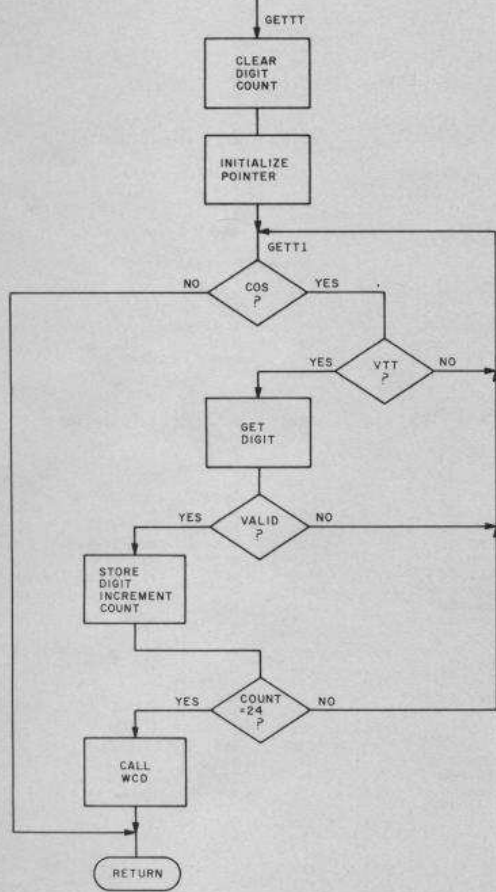 GETTT
CLEAR
DIGIT
COUNT
INITIALIZE
POINTER
GETT1
NO
COS
?
YES
YES
VTT
?
NO
GET
DIGIT
YES
VALID
?
NO
STORE
DIGIT
INCREMENT
COUNT
YES
COUNT
=24
?
NO
CALL
WCD
RETURN